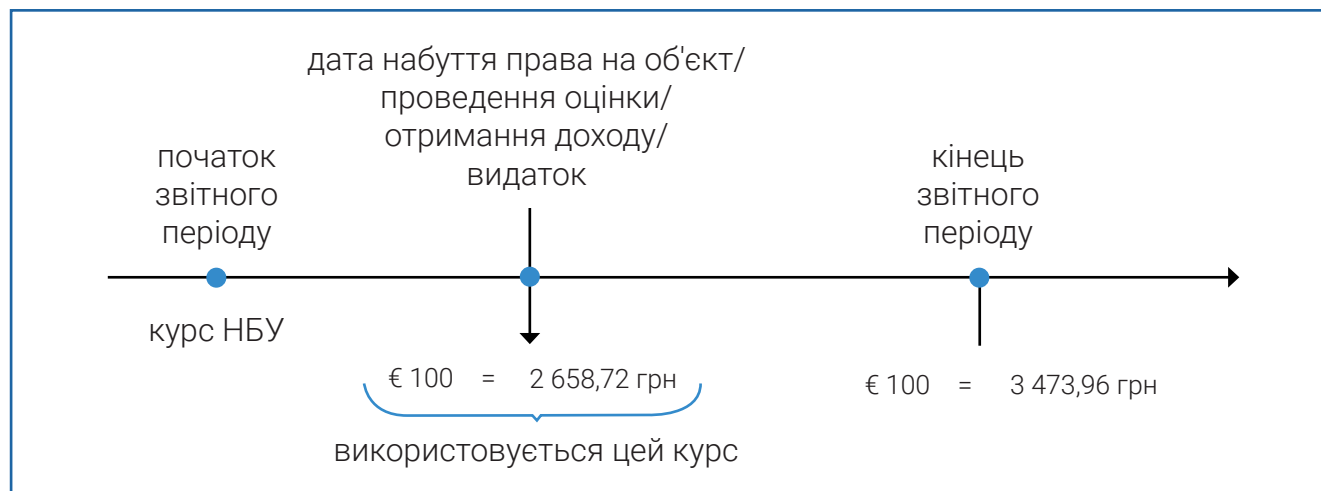 дата набуття права на об'єкт/
проведення оцінки/
отримання доходу/
видаток
початок
звітного
періоду
кінець
звітного
періоду
курс НБУ
€ 100 = 2 658,72 грн
€ 100 = 3 473,96 грн
використовується цей курс